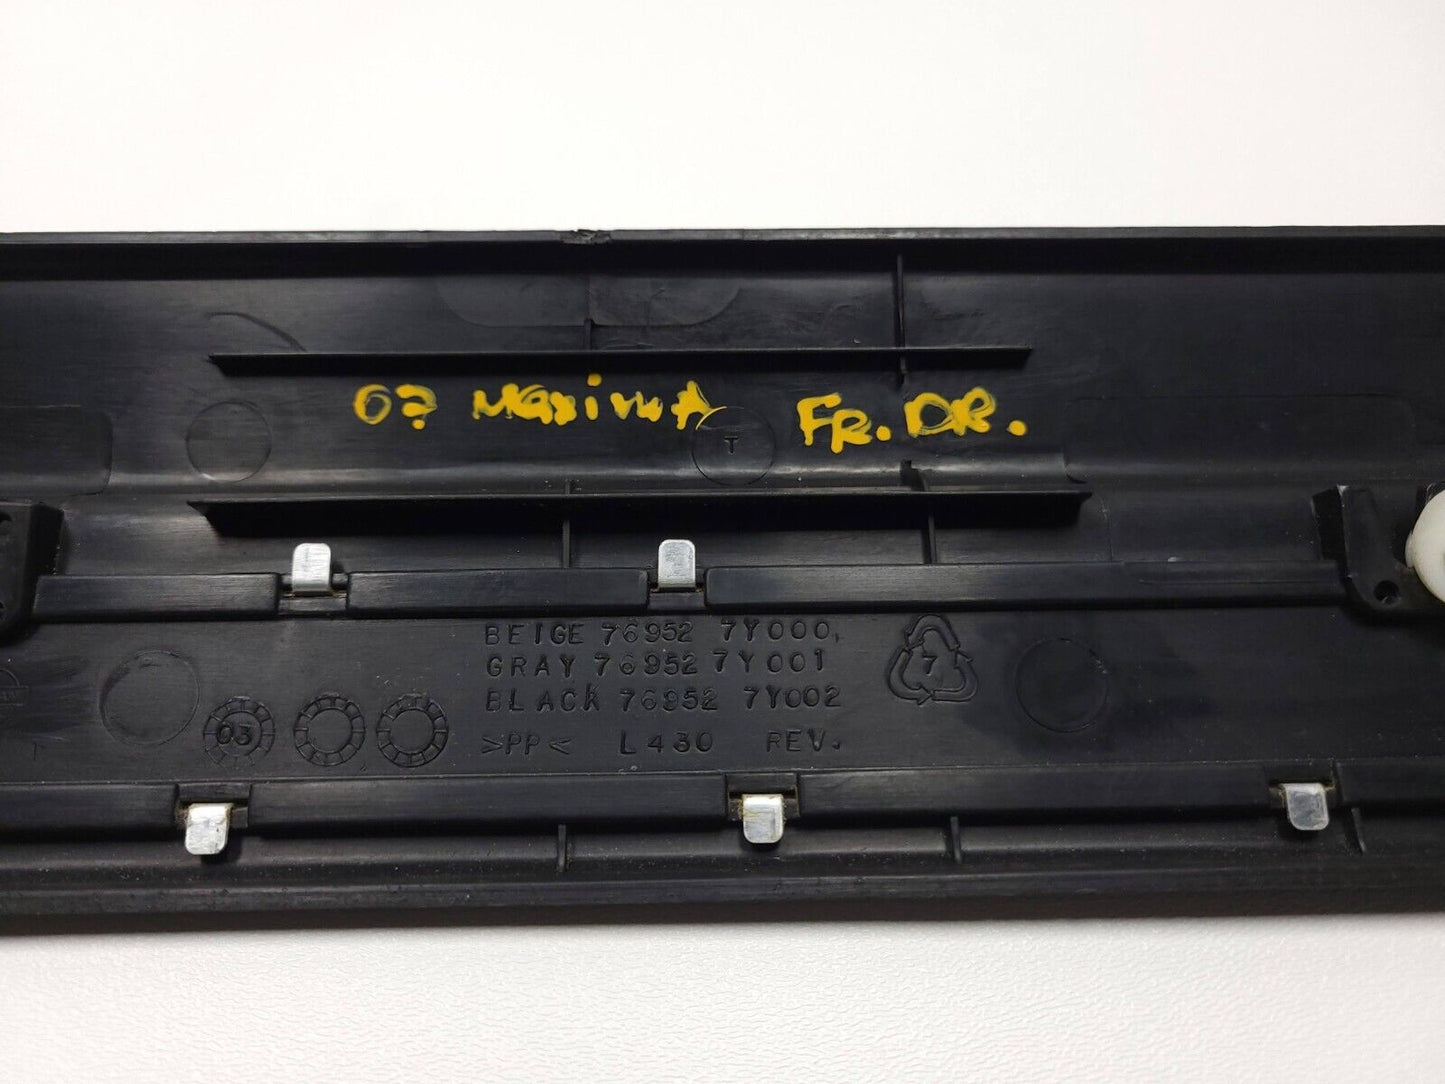 07 Maxima FR. DR.
T
BEIGE 76952 7Y000
GRAY 76952 7Y001
BLACK 76952 7Y002
7
03
>PP< L430 REV.